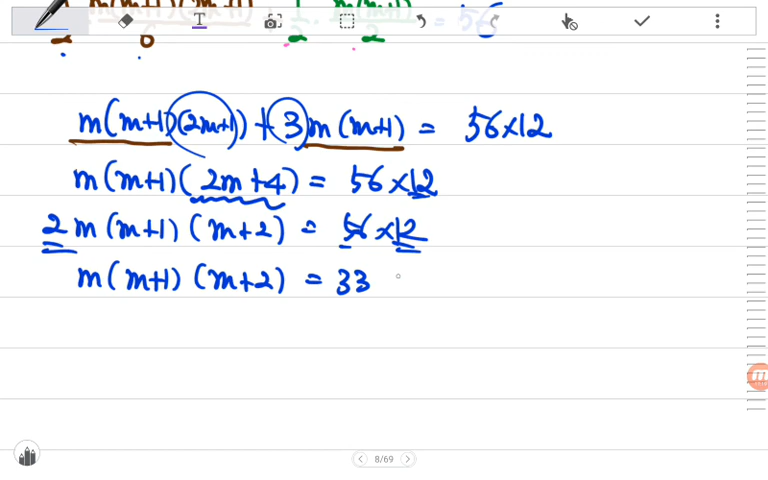 = 56
m(m+1)(2m+1) + 3m(m+1) = 56×12
m(m+1)(2m+4) = 56×12
2m(m+1)(m+2) = 56×12
m(m+1)(m+2) = 33
8/69